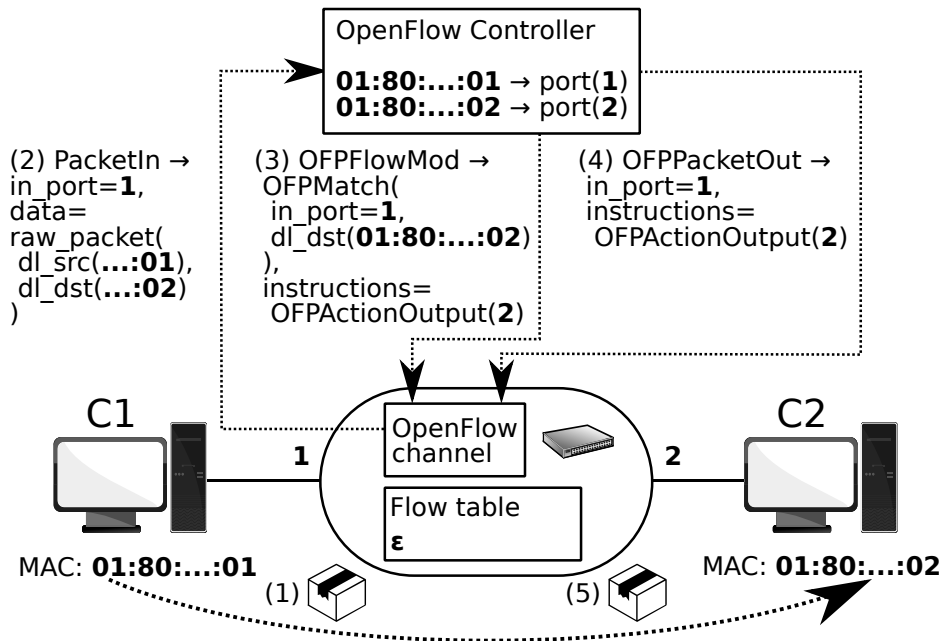 OpenFlow Controller
01:80:...:01 → port(1)
01:80:...:02 → port(2)
(2) PacketIn →
in_port=1,
data=
raw_packet(
dl_src(...:01),
dl_dst(...:02)
)
(3) OFPFlowMod →
OFPMatch(
in_port=1,
dl_dst(01:80:...:02)
),
instructions=
OFPActionOutput(2)
(4) OFPPacketOut →
in_port=1,
instructions=
OFPActionOutput(2)
C1
1
OpenFlow
channel
Flow table
ε
2
C2
MAC: 01:80:...:01
(1)
(5)
MAC: 01:80:...:02